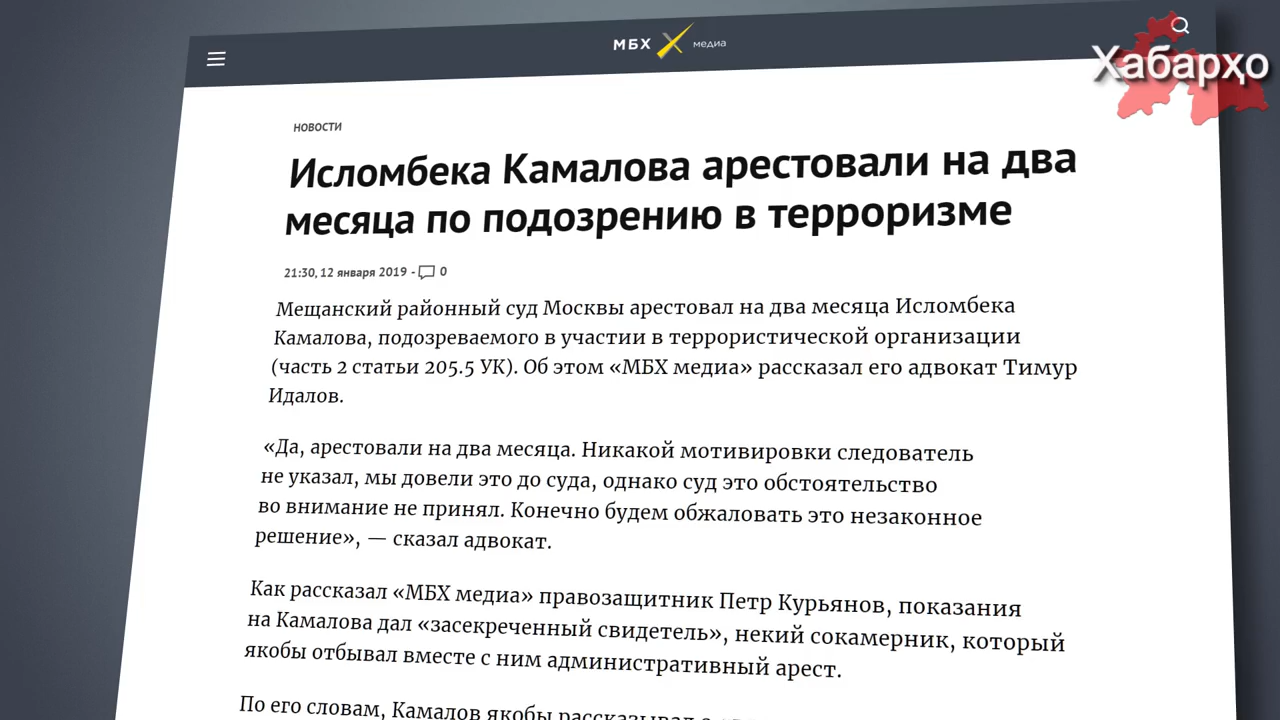 МБХ медиа
Хабарҳо
НОВОСТИ
Исломбека Камалова арестовали на два
месяца по подозрению в терроризме
21:30, 12 января 2019 - 0
Мещанский районный суд Москвы арестовал на два месяца Исломбека
Камалова, подозреваемого в участии в террористической организации
(часть 2 статьи 205.5 УК). Об этом «МБХ медиа» рассказал его адвокат Тимур
Идалов.
«Да, арестовали на два месяца. Никакой мотивировки следователь
не указал, мы довели это до суда, однако суд это обстоятельство
во внимание не принял. Конечно будем обжаловать это незаконное
решение», — сказал адвокат.
Как рассказал «МБХ медиа» правозащитник Петр Курьянов, показания
на Камалова дал «засекреченный свидетель», некий сокамерник, который
якобы отбывал вместе с ним административный арест.
По его словам, Камалов якобы рассказывал о